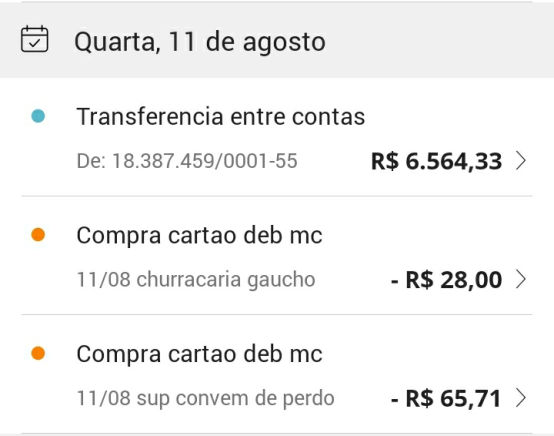 Quarta, 11 de agosto
Transferencia entre contas
De: 18.387.459/0001-55 R$ 6.564,33
Compra cartao deb mc
11/08 churracaria gaucho - R$ 28,00
Compra cartao deb mc
11/08 sup convem de perdo - R$ 65,71